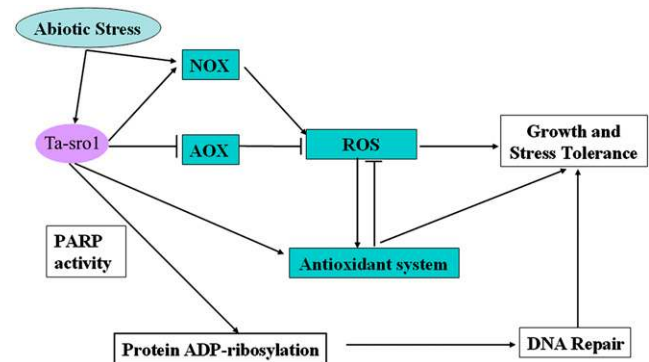 Abiotic Stress
NOX
Ta-sro1
AOX
ROS
Growth and
Stress Tolerance
PARP
activity
Antioxidant system
Protein ADP-ribosylation
DNA Repair